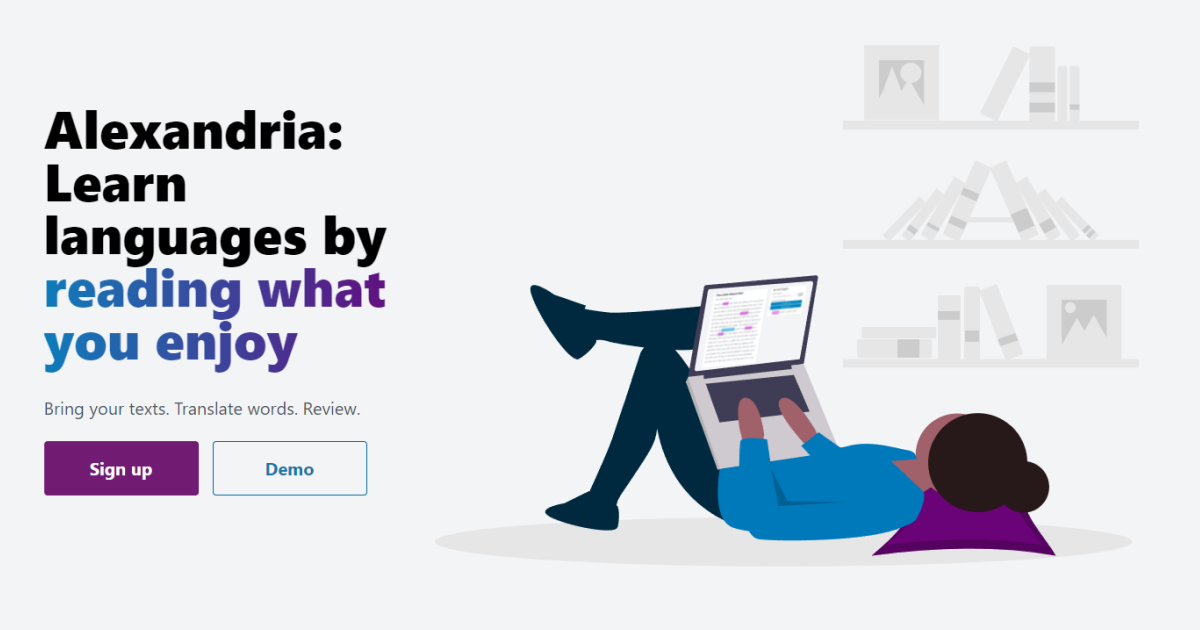 Alexandria:
Learn
languages by
reading what
you enjoy
Bring your texts. Translate words. Review.
Sign up
Demo